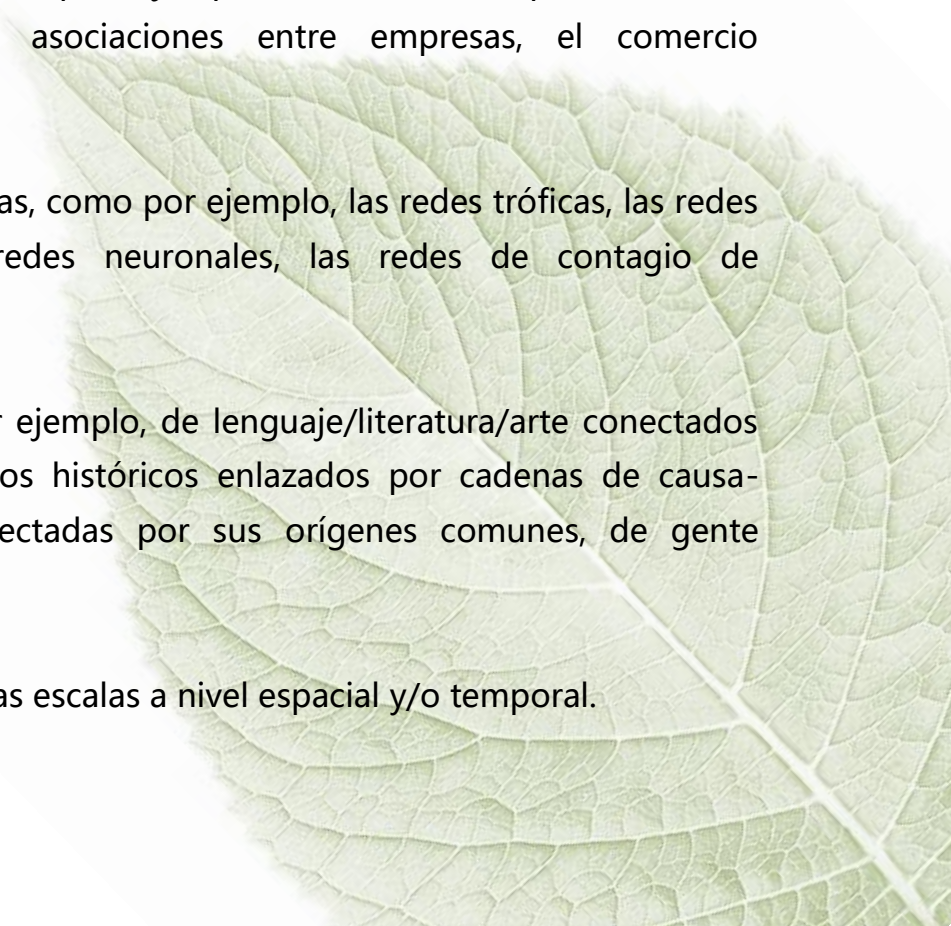 asociaciones entre empresas, el comercio
as, como por ejemplo, las redes tróficas, las redes
redes neuronales, las redes de contagio de
ejemplo, de lenguaje/literatura/arte conectados
os históricos enlazados por cadenas de causa-
ectadas por sus orígenes comunes, de gente
as escalas a nivel espacial y/o temporal.